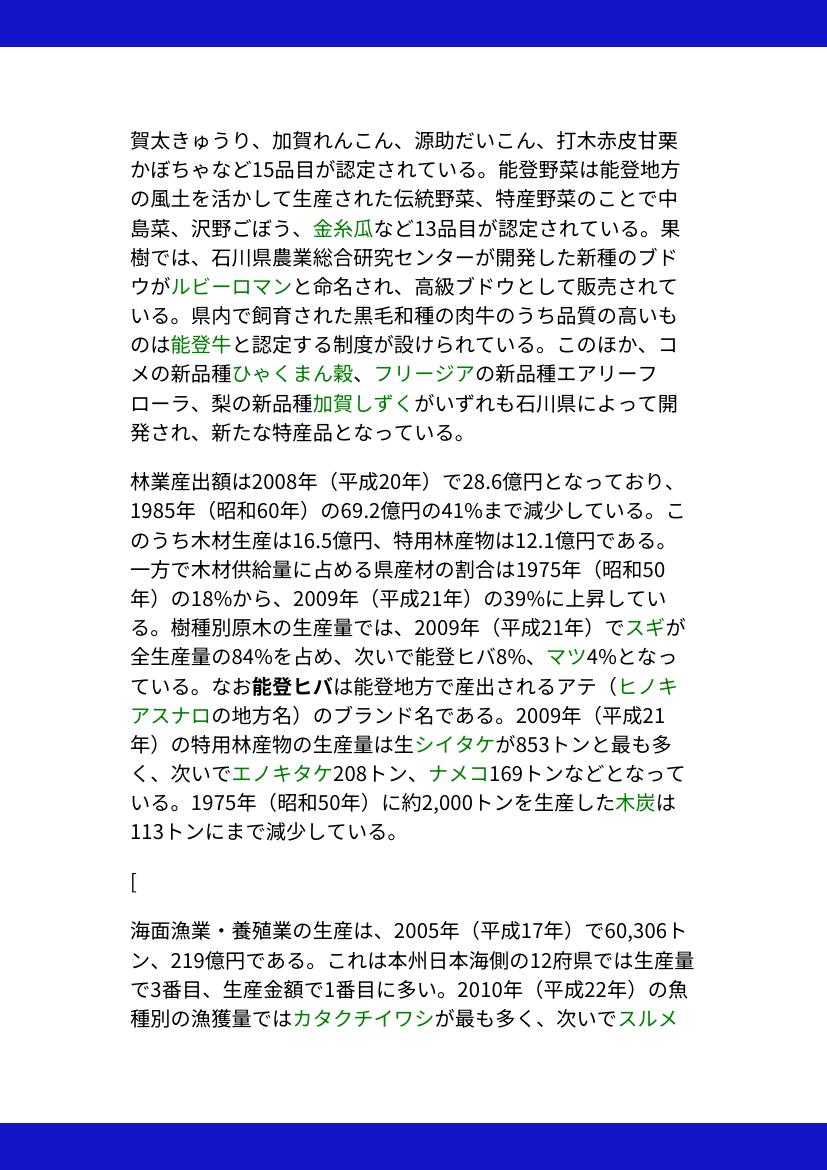 賀太きゅうり、加賀れんこん、源助だいこん、打木赤皮甘栗
かぼちゃなど15品目が認定されている。能登野菜は能登地方
の風土を活かして生産された伝統野菜、特産野菜のことで中
島菜、沢野ごぼう、金糸瓜など13品目が認定されている。果
樹では、石川県農業総合研究センターが開発した新種のブド
ウがルビーロマンと命名され、高級ブドウとして販売されて
いる。県内で飼育された黒毛和種の肉牛のうち品質の高いも
のは能登牛と認定する制度が設けられている。このほか、コ
メの新品種ひゃくまん穀、フリージアの新品種エアリーフ
ローラ、梨の新品種加賀しずくがいずれも石川県によって開
発され、新たな特産品となっている。
林業産出額は2008年（平成20年）で28.6億円となっており、
1985年（昭和60年）の69.2億円の41%まで減少している。こ
のうち木材生産は16.5億円、特用林産物は12.1億円である。
一方で木材供給量に占める県産材の割合は1975年（昭和50
年）の18%から、2009年（平成21年）の39%に上昇してい
る。樹種別原木の生産量では、2009年（平成21年）でスギが
全生産量の84%を占め、次いで能登ヒバ8%、マツ4%となっ
ている。なお能登ヒバは能登地方で産出されるアテ（ヒノキ
アスナロの地方名）のブランド名である。2009年（平成21
年）の特用林産物の生産量は生シイタケが853トンと最も多
く、次いでエノキタケ208トン、ナメコ169トンなどとなって
いる。1975年（昭和50年）に約2,000トンを生産した木炭は
113トンにまで減少している。
[
海面漁業・養殖業の生産は、2005年（平成17年）で60,306ト
ン、219億円である。これは本州日本海側の12府県では生産量
で3番目、生産金額で1番目に多い。2010年（平成22年）の魚
種別の漁獲量ではカタクチイワシが最も多く、次いでスルメ